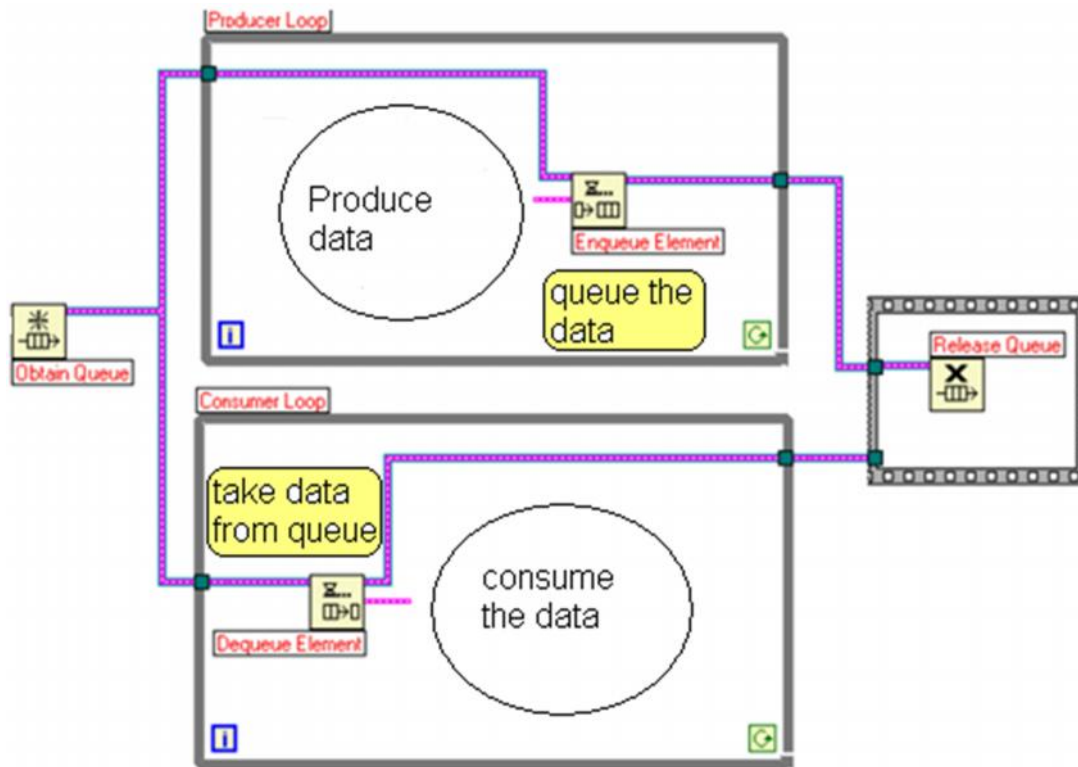 Producer Loop
Produce
data
Enqueue Element
queue the
data
i
Obtain Queue
Release Queue
Consumer Loop
take data
from queue
consume
the data
Dequeue Element
i